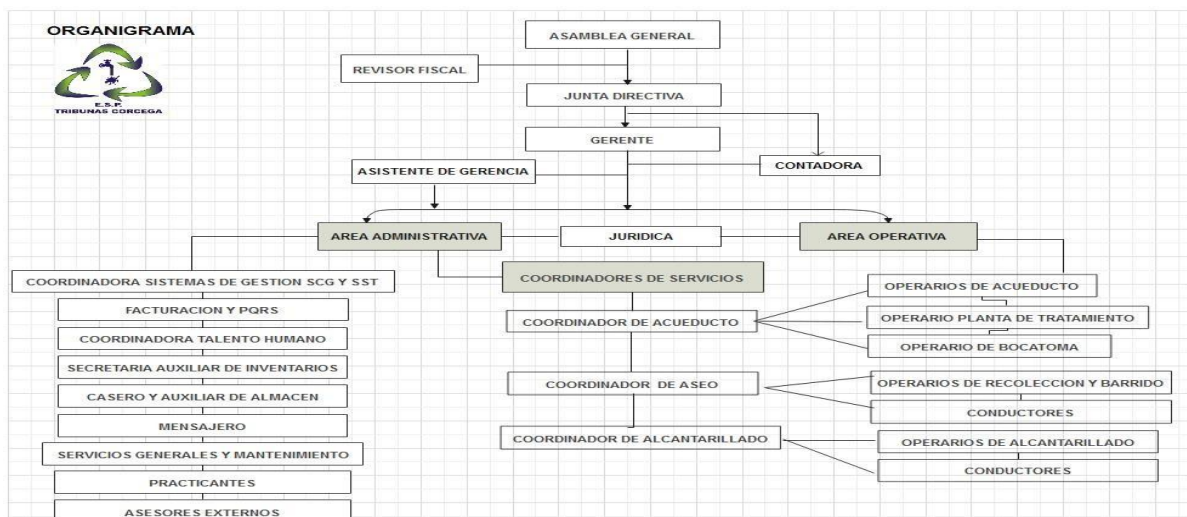 ORGANIGRAMA
E.S.P.
TRIBUNAS CORCEGA
ASAMBLEA GENERAL
REVISOR FISCAL
JUNTA DIRECTIVA
GERENTE
CONTADORA
ASISTENTE DE GERENCIA
AREA ADMINISTRATIVA
JURIDICA
AREA OPERATIVA
COORDINADORA SISTEMAS DE GESTION SCG Y SST
FACTURACION Y PQRS
COORDINADORA TALENTO HUMANO
SECRETARIA AUXILIAR DE INVENTARIOS
CASERO Y AUXILIAR DE ALMACEN
MENSAJERO
SERVICIOS GENERALES Y MANTENIMIENTO
PRACTICANTES
ASESORES EXTERNOS
COORDINADORES DE SERVICIOS
COORDINADOR DE ACUEDUCTO
COORDINADOR DE ASEO
COORDINADOR DE ALCANTARILLADO
OPERARIOS DE ACUEDUCTO
OPERARIO PLANTA DE TRATAMIENTO
OPERARIO DE BOCATOMA
OPERARIOS DE RECOLECCION Y BARRIDO
CONDUCTORES
OPERARIOS DE ALCANTARILLADO
CONDUCTORES